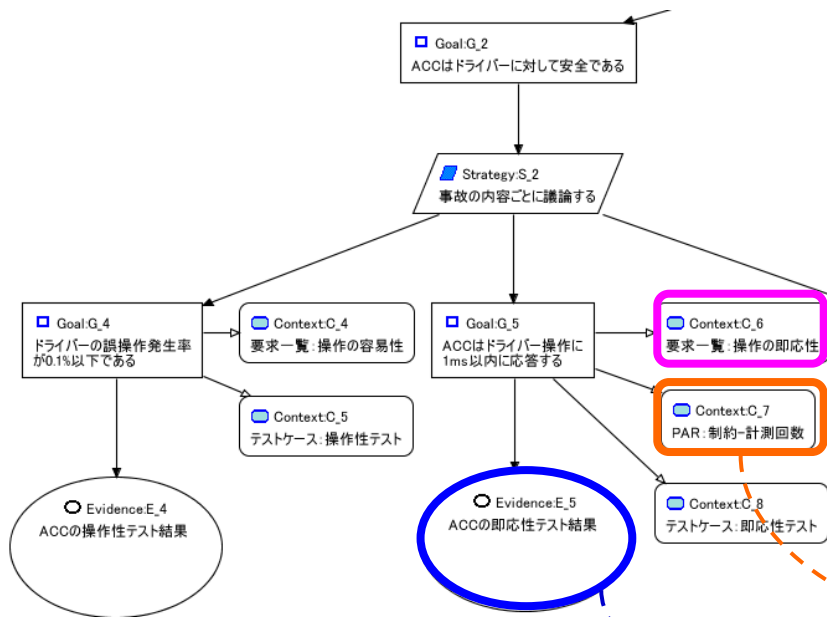 Goal:G_2
ACCはドライバーに対して安全である
Strategy:S_2
事故の内容ごとに議論する
Goal:G_4
ドライバーの誤操作発生率
が0.1%以下である
Context:C_4
要求一覧:操作の容易性
Context:C_5
テストケース:操作性テスト
Evidence:E_4
ACCの操作性テスト結果
Goal:G_5
ACCはドライバー操作に
1ms以内に応答する
Context:C_6
要求一覧:操作の即応性
Context:C_7
PAR:制約-計測回数
Context:C_8
テストケース:即応性テスト
Evidence:E_5
ACCの即応性テスト結果